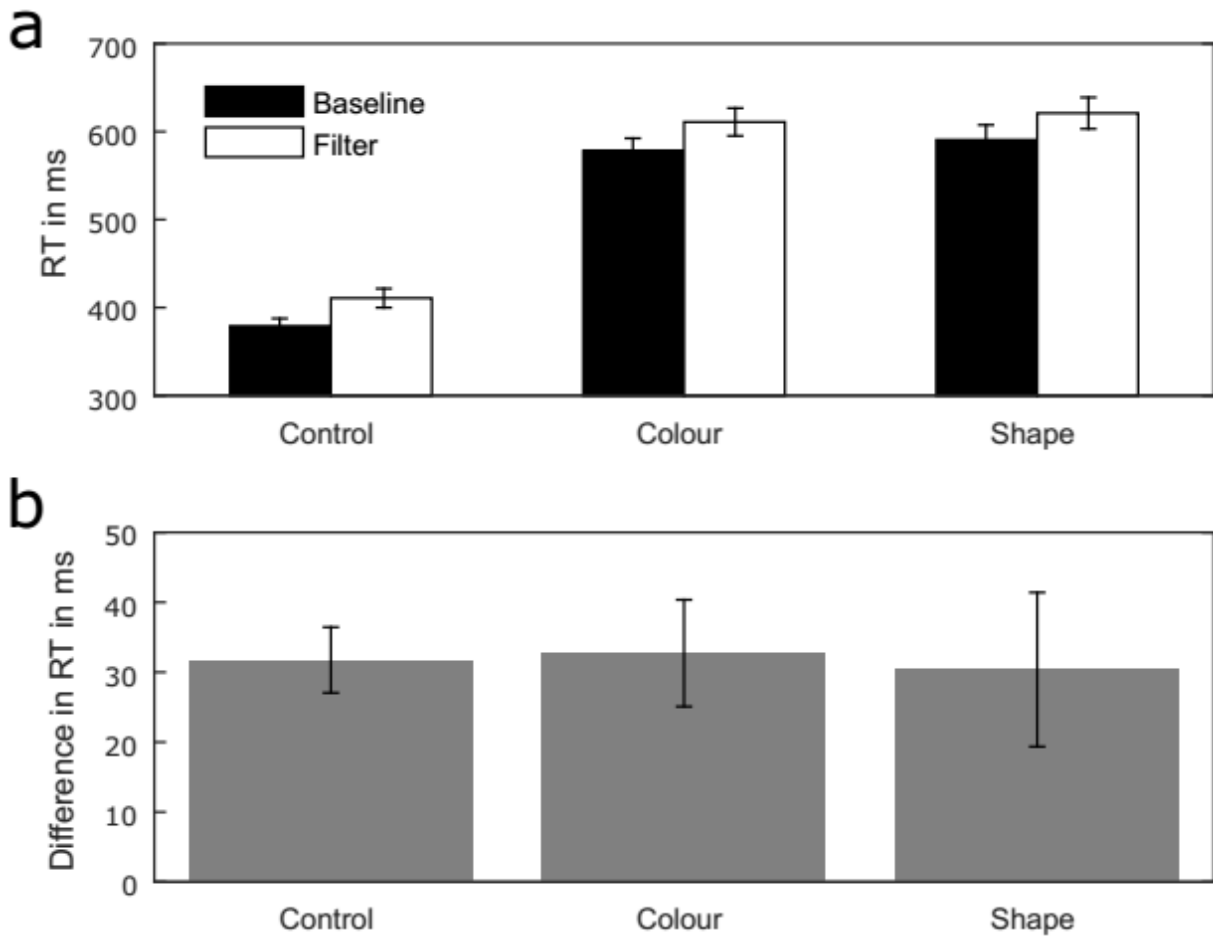 a
700
600
500
400
300
RT in ms
Baseline
Filter
Control Colour Shape
b
50
40
30
20
10
0
Difference in RT in ms
Control Colour Shape